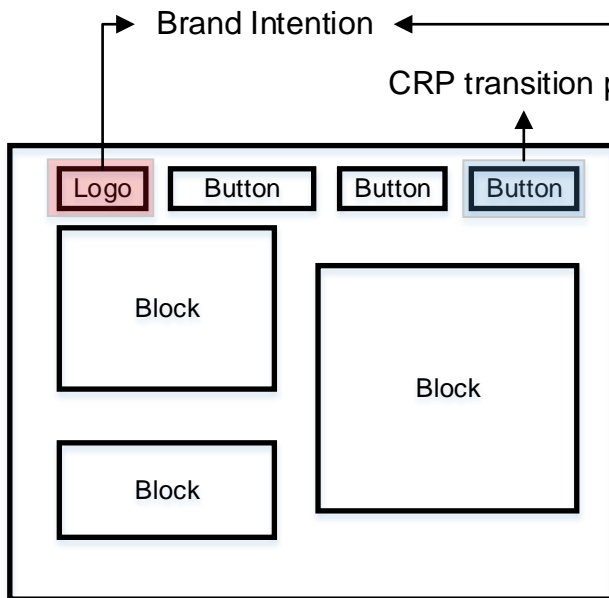 Brand Intention
CRP transition p
Logo Button Button Button
Block
Block
Block